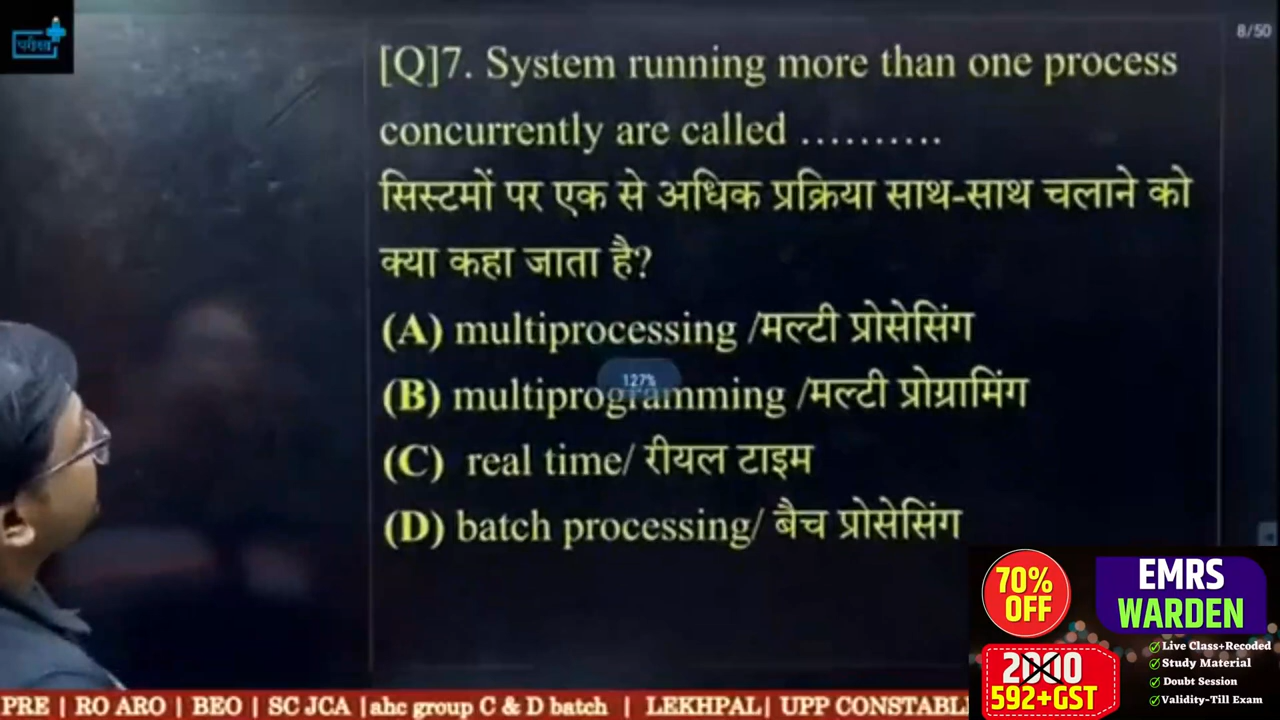 परीक्षा
8/50
[Q]7. System running more than one process
concurrently are called ..........
सिस्टमों पर एक से अधिक प्रक्रिया साथ-साथ चलाने को
क्या कहा जाता है?
(A) multiprocessing /मल्टी प्रोसेसिंग
127%
(B) multiprogramming /मल्टी प्रोग्रामिंग
(C) real time/ रीयल टाइम
(D) batch processing/ बैच प्रोसेसिंग
70%
OFF
EMRS
WARDEN
2000
592+GST
Live Class+Recoded
Study Material
Doubt Session
Validity-Till Exam
PRE | RO ARO | BEO | SC JCA |ahc group C & D batch | LEKHPAL| UPP CONSTABL